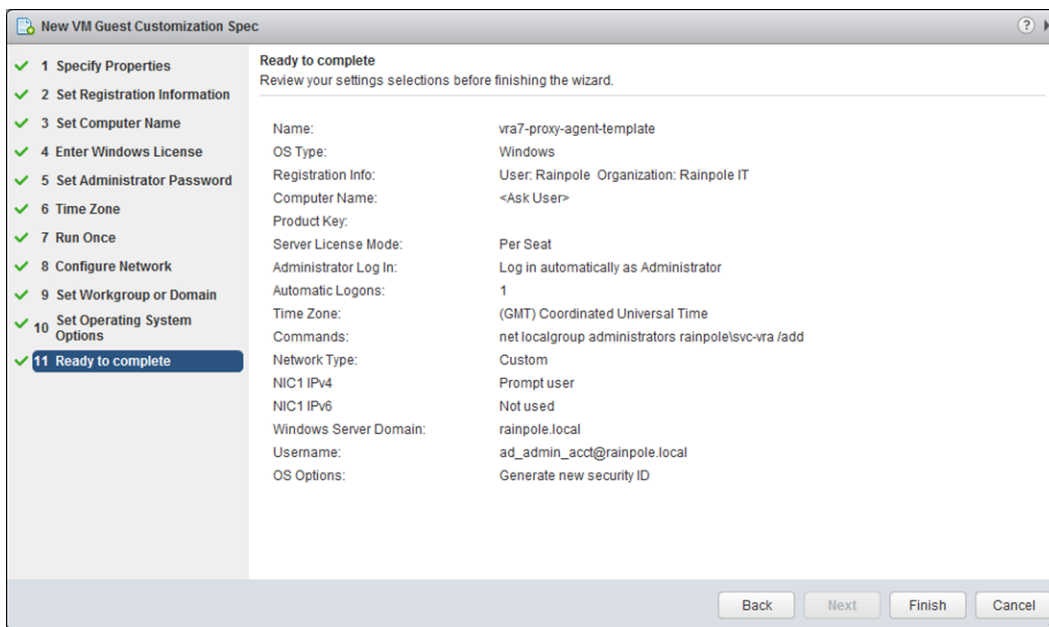 New VM Guest Customization Spec
?
1 Specify Properties
2 Set Registration Information
3 Set Computer Name
4 Enter Windows License
5 Set Administrator Password
6 Time Zone
7 Run Once
8 Configure Network
9 Set Workgroup or Domain
10 Set Operating System
Options
11 Ready to complete
Ready to complete
Review your settings selections before finishing the wizard.
Name: vra7-proxy-agent-template
OS Type: Windows
Registration Info: User: Rainpole Organization: Rainpole IT
Computer Name: <Ask User>
Product Key:
Server License Mode: Per Seat
Administrator Log In: Log in automatically as Administrator
Automatic Logons: 1
Time Zone: (GMT) Coordinated Universal Time
Commands: net localgroup administrators rainpole\svc-vra /add
Network Type: Custom
NIC1 IPv4 Prompt user
NIC1 IPv6 Not used
Windows Server Domain: rainpole.local
Username: ad_admin_acct@rainpole.local
OS Options: Generate new security ID
Back Next Finish Cancel